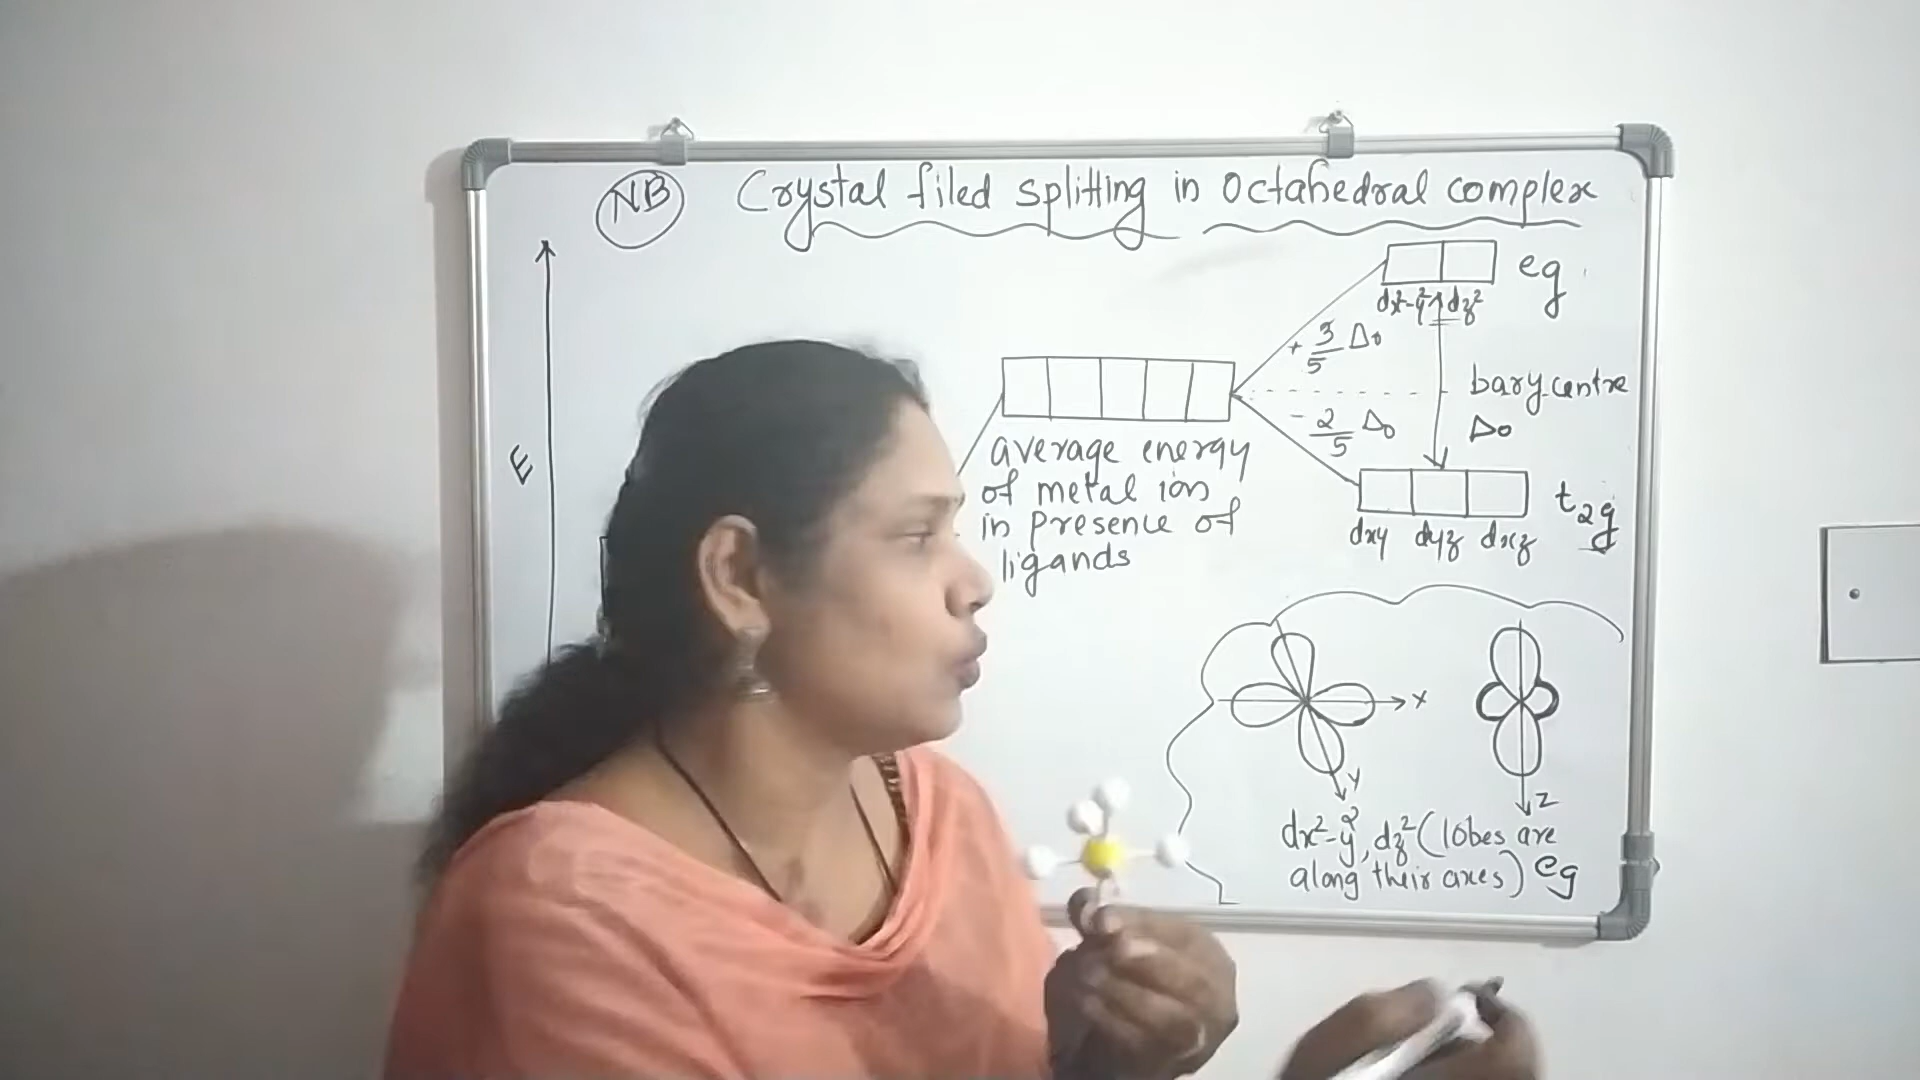 NB Crystal filed splitting in Octahedral complex
E
eg
dx²-y² dz²
+ 3/5 Δo
bary-centre
- 2/5 Δo
Δo
average energy
of metal ion
in presence of
ligands
t2g
dxy dyz dxz
X
Y
Z
dx²-y², dz² (lobes are
along their axes) eg